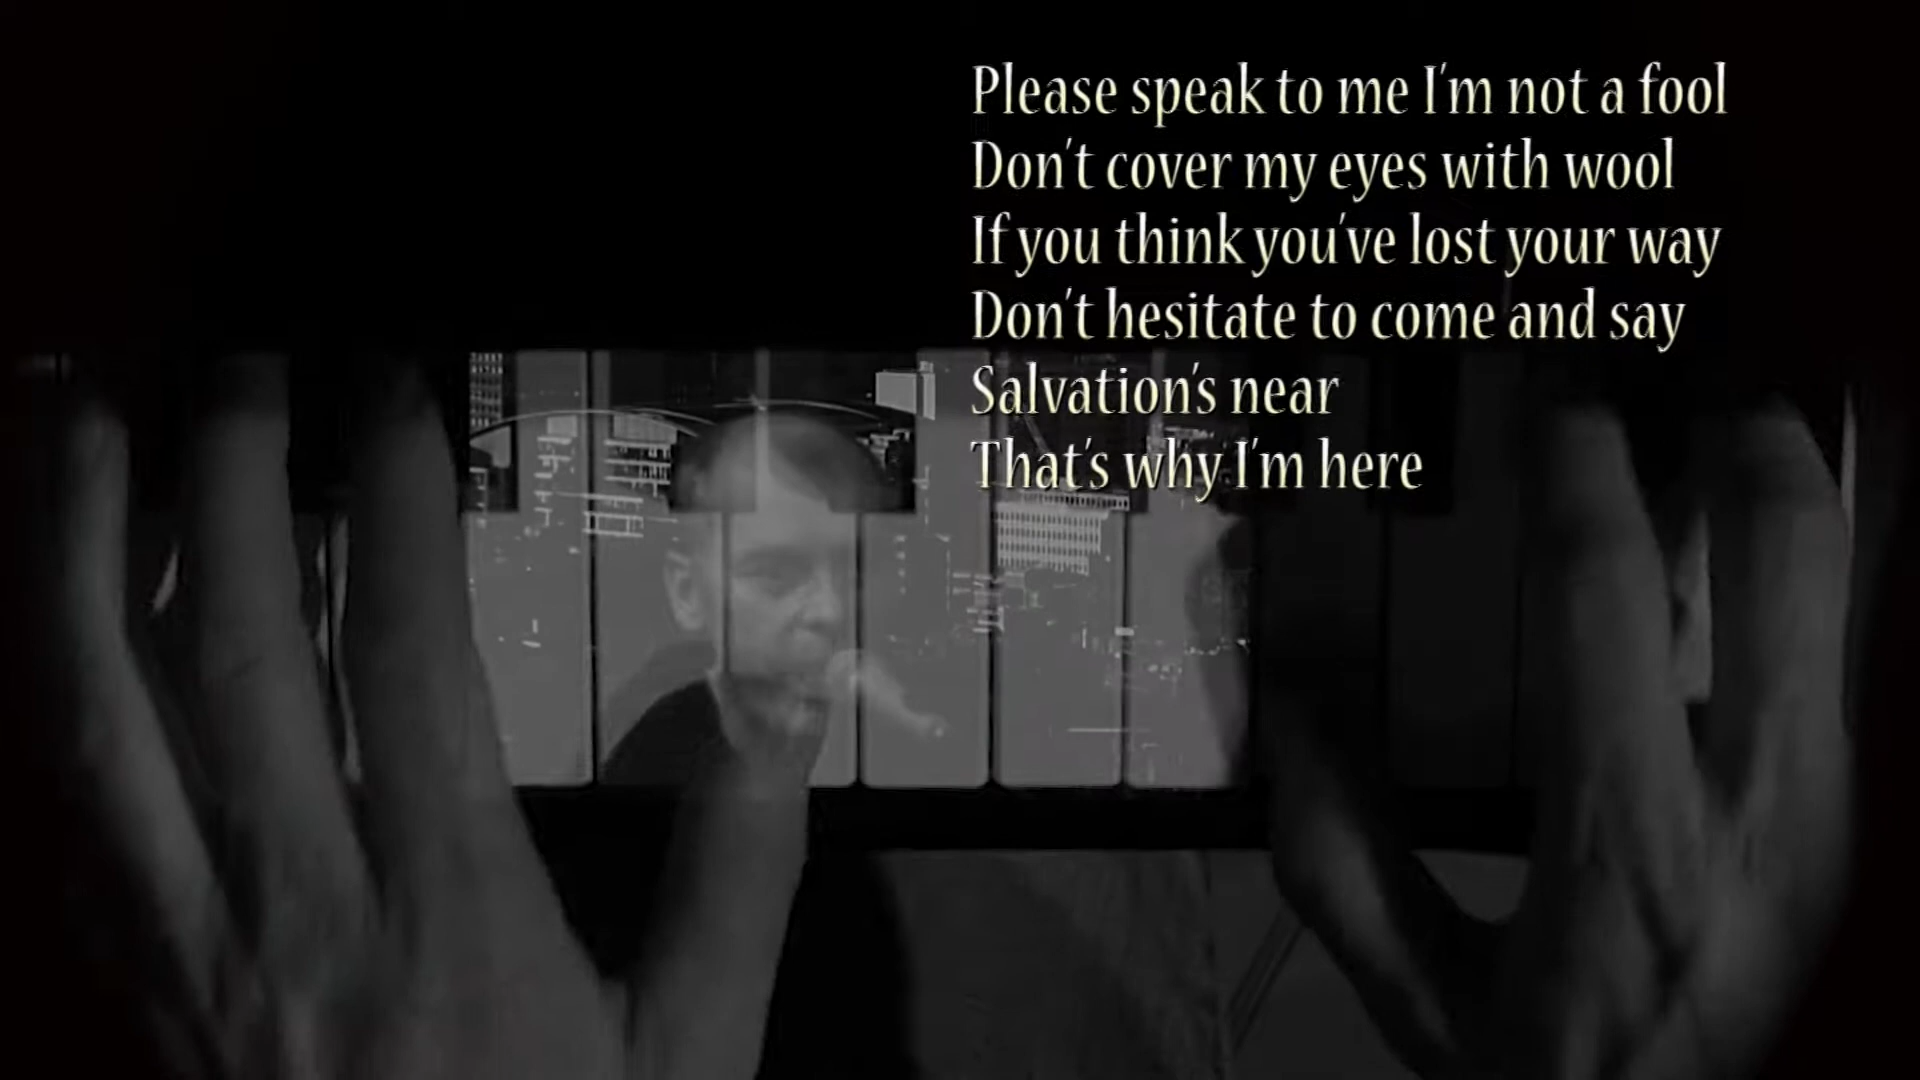 Please speak to me I'm not a fool
Don't cover my eyes with wool
If you think you've lost your way
Don't hesitate to come and say
Salvation's near
That's why I'm here